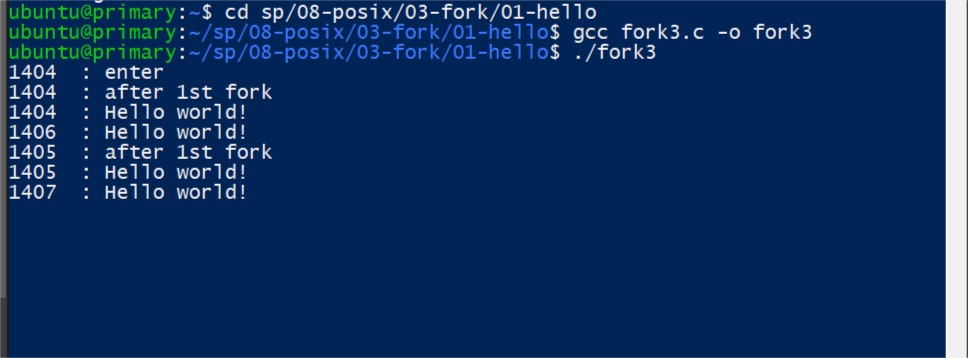 ubuntu@primary:~$ cd sp/08-posix/03-fork/01-hello
ubuntu@primary:~/sp/08-posix/03-fork/01-hello$ gcc fork3.c -o fork3
ubuntu@primary:~/sp/08-posix/03-fork/01-hello$ ./fork3
1404  : enter
1404  : after 1st fork
1404  : Hello world!
1406  : Hello world!
1405  : after 1st fork
1405  : Hello world!
1407  : Hello world!